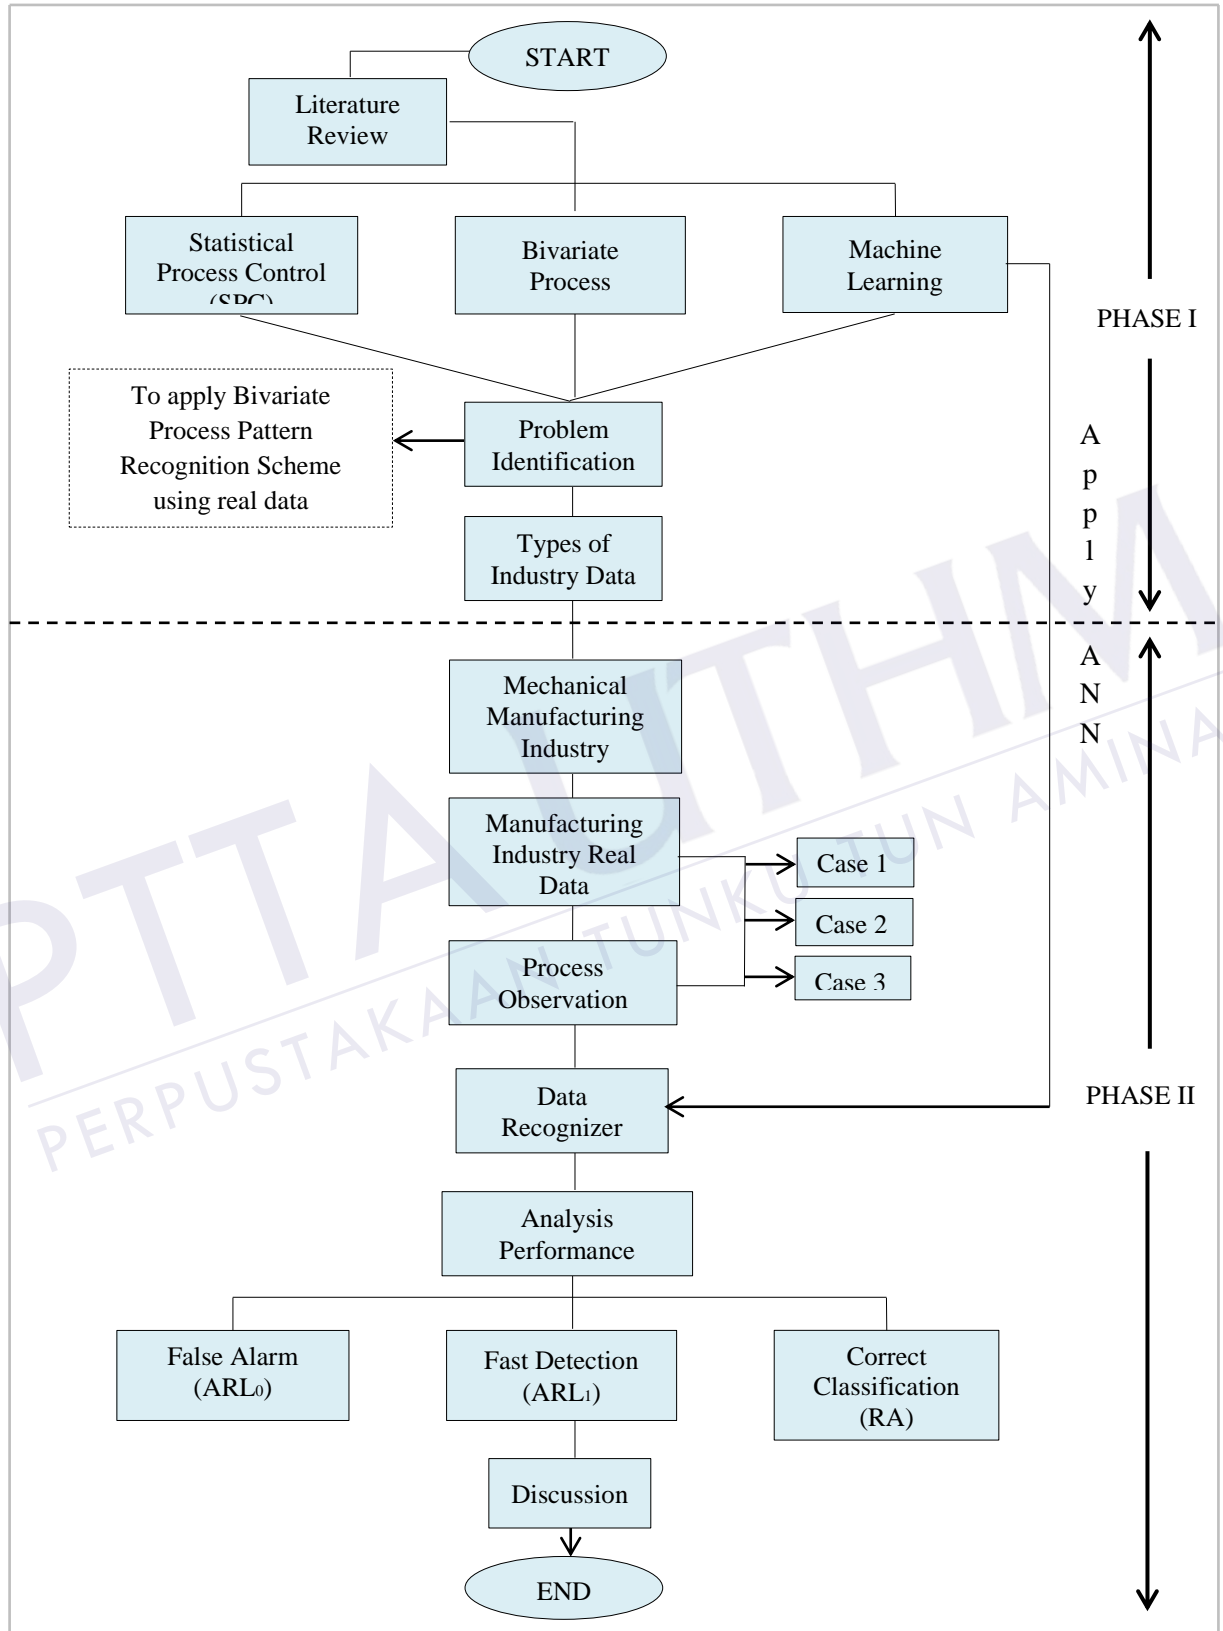 START
Literature
Review
Statistical
Process Control
(SPC)
Bivariate
Process
Machine
Learning
PHASE I
To apply Bivariate
Process Pattern
Recognition Scheme
using real data
Problem
Identification
Types of
Industry Data
A
p
p
l
y
A
N
N
Mechanical
Manufacturing
Industry
Manufacturing
Industry Real
Data
Case 1
Case 2
Case 3
Process
Observation
Data
Recognizer
PHASE II
Analysis
Performance
False Alarm
(ARL₀)
Fast Detection
(ARL₁)
Correct
Classification
(RA)
Discussion
END
PTTA UTHM
PERPUSTAKAAN TUNKU TUN AMINA